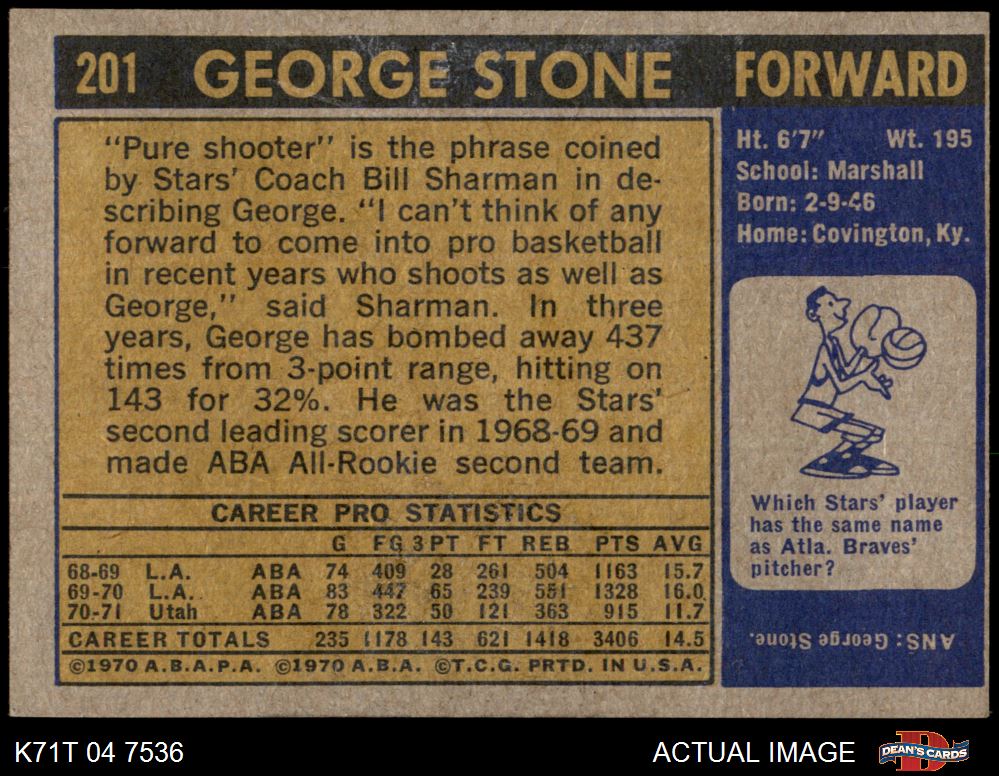 201 GEORGE STONE FORWARD
"Pure shooter" is the phrase coined
by Stars' Coach Bill Sharman in de-
scribing George. "I can't think of any
forward to come into pro basketball
in recent years who shoots as well as
George," said Sharman. In three
years, George has bombed away 437
times from 3-point range, hitting on
143 for 32%. He was the Stars'
second leading scorer in 1968-69 and
made ABA All-Rookie second team.
CAREER PRO STATISTICS
G FG 3PT FT REB PTS AVG
68-69 L.A. ABA 74 409 28 261 504 1163 15.7
69-70 L.A. ABA 83 447 65 239 551 1328 16.0
70-71 Utah ABA 78 322 50 121 363 915 11.7
CAREER TOTALS 235 1178 143 621 1418 3406 14.5
©1970 A.B.A.P.A. ©1970 A.B.A. ©T.C.G. PRTD. IN U.S.A.
Ht. 6'7" Wt. 195
School: Marshall
Born: 2-9-46
Home: Covington, Ky.
Which Stars' player
has the same name
as Atla. Braves'
pitcher?
ANS: George Stone.
K71T 04 7536 ACTUAL IMAGE DEAN'S CARDS